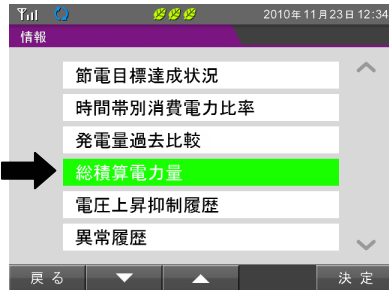 2010年11月23日 12:34
情報
節電目標達成状況
時間帯別消費電力比率
発電量過去比較
総積算電力量
電圧上昇抑制履歴
異常履歴
戻る 決定